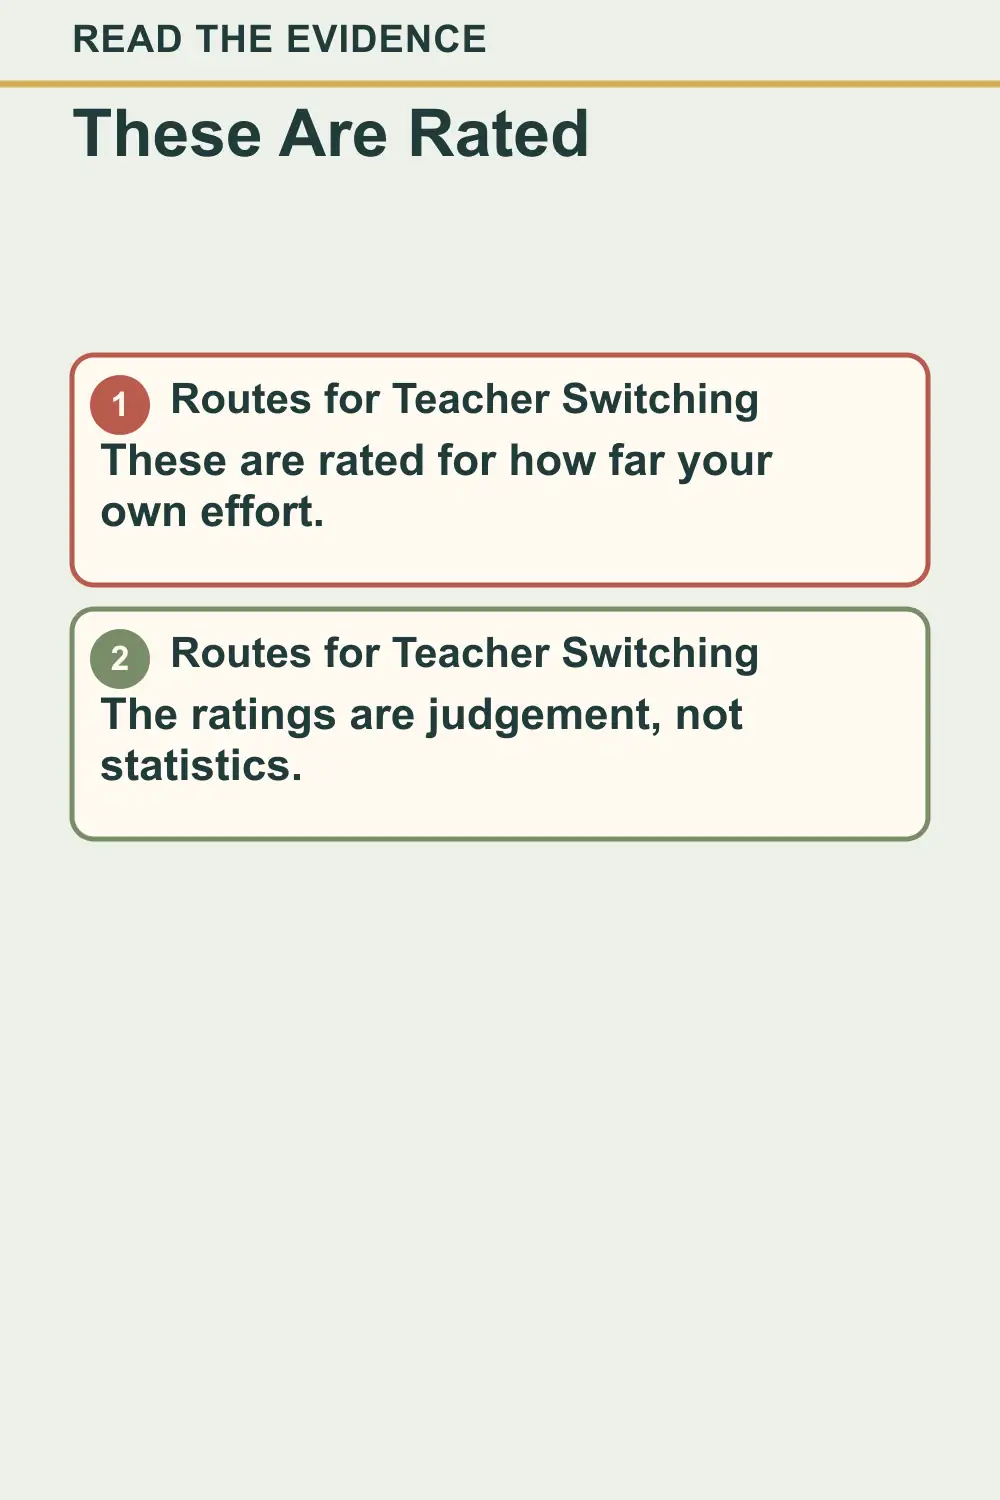 READ THE EVIDENCE
These Are Rated
1
Routes for Teacher Switching
These are rated for how far your
own effort.
2
Routes for Teacher Switching
The ratings are judgement, not
statistics.